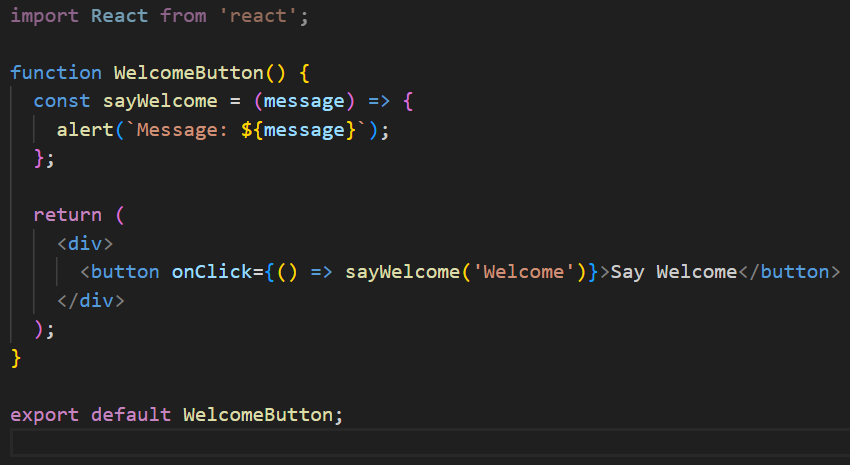 import React from 'react';
function WelcomeButton() {
const sayWelcome = (message) => {
alert(`Message: ${message}`);
};
return (
<div>
<button onClick={() => sayWelcome('Welcome')}>Say Welcome</button>
</div>
);
}
export default WelcomeButton;